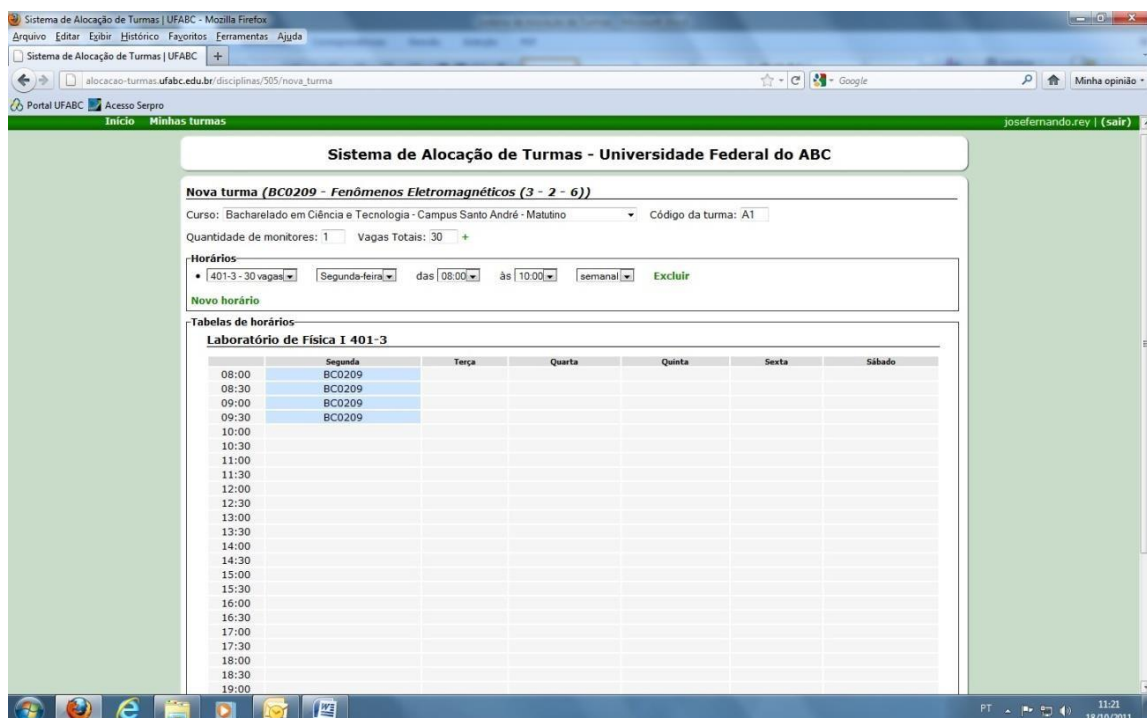 Sistema de Alocação de Turmas | UFABC - Mozilla Firefox
Arquivo Editar Exibir Histórico Favoritos Ferramentas Ajuda
Sistema de Alocação de Turmas | UFABC +
alocacao-turmas.ufabc.edu.br/disciplinas/505/nova_turma Google Minha opinião
Portal UFABC Acesso Serpro
Início Minhas turmas josefernando.rey | (sair)
Sistema de Alocação de Turmas - Universidade Federal do ABC
Nova turma (BC0209 - Fenômenos Eletromagnéticos (3 - 2 - 6))
Curso: Bacharelado em Ciência e Tecnologia - Campus Santo André - Matutino Código da turma: A1
Quantidade de monitores: 1 Vagas Totais: 30 +
Horários
• 401-3 - 30 vagas Segunda-feira das 08:00 às 10:00 semanal Excluir
Novo horário
Tabelas de horários
Laboratório de Física I 401-3
Segunda Terça Quarta Quinta Sexta Sábado
08:00 BC0209
08:30 BC0209
09:00 BC0209
09:30 BC0209
10:00
10:30
11:00
11:30
12:00
12:30
13:00
13:30
14:00
14:30
15:00
15:30
16:00
16:30
17:00
17:30
18:00
18:30
19:00
PT 11:21
18/10/2011